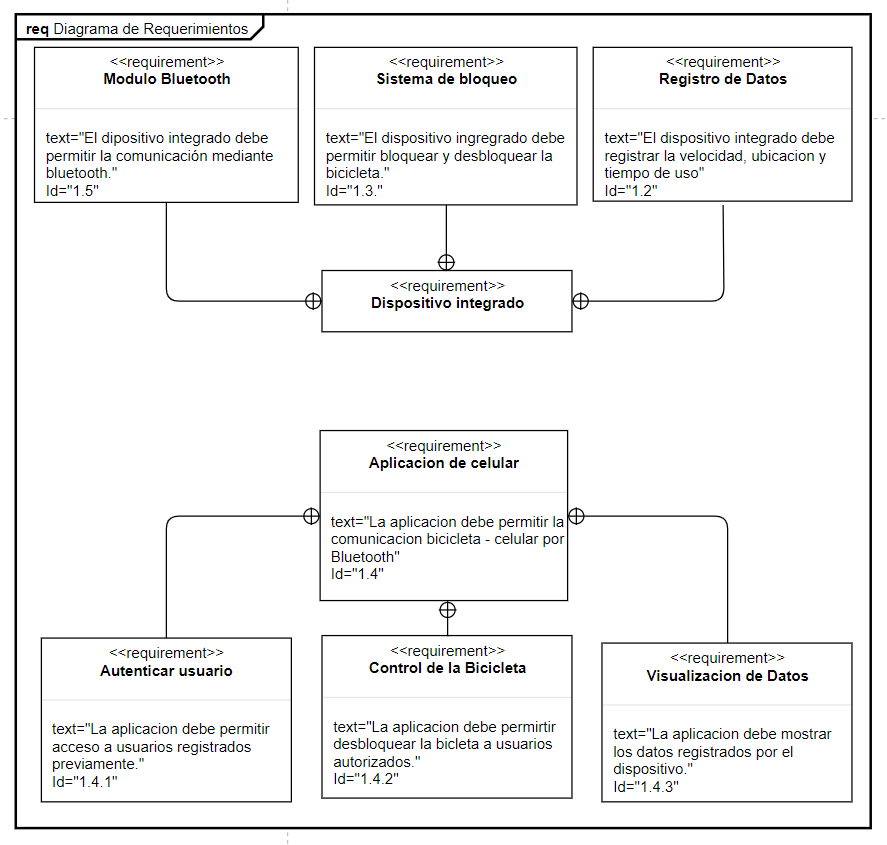 req Diagrama de Requerimientos
<<requirement>>
Modulo Bluetooth
text="El dipositivo integrado debe
permitir la comunicación mediante
bluetooth."
Id="1.5"
<<requirement>>
Sistema de bloqueo
text="El dispositivo ingregrado debe
permitir bloquear y desbloquear la
bicicleta."
Id="1.3."
<<requirement>>
Registro de Datos
text="El dispositivo integrado debe
registrar la velocidad, ubicacion y
tiempo de uso"
Id="1.2"
<<requirement>>
Dispositivo integrado
<<requirement>>
Aplicacion de celular
text="La aplicacion debe permitir la
comunicacion bicicleta - celular por
Bluetooth"
Id="1.4"
<<requirement>>
Autenticar usuario
text="La aplicacion debe permitir
acceso a usuarios registrados
previamente."
Id="1.4.1"
<<requirement>>
Control de la Bicicleta
text="La aplicacion debe permirtir
desbloquear la bicleta a usuarios
autorizados."
Id="1.4.2"
<<requirement>>
Visualizacion de Datos
text="La aplicacion debe mostrar
los datos registrados por el
dispositivo."
Id="1.4.3"